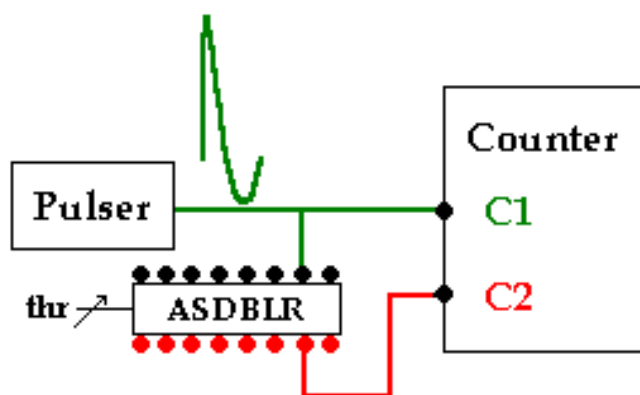 Counter
Pulser
C1
C2
thr
ASDBLR